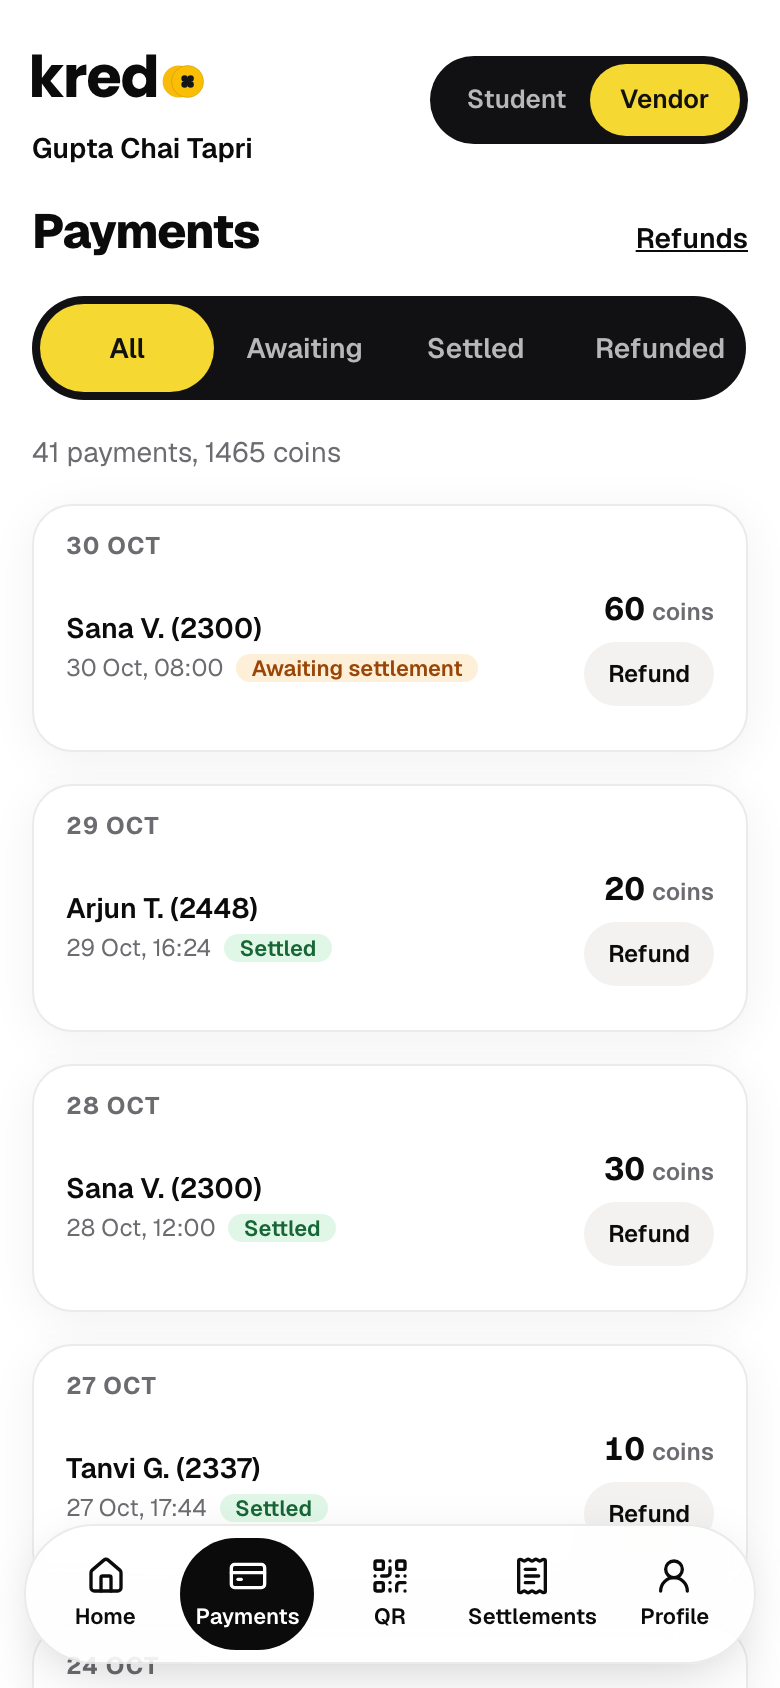 kred
Student Vendor
Gupta Chai Tapri
Payments
Refunds
All Awaiting Settled Refunded
41 payments, 1465 coins
30 OCT
Sana V. (2300)
60 coins
30 Oct, 08:00 Awaiting settlement
Refund
29 OCT
Arjun T. (2448)
20 coins
29 Oct, 16:24 Settled
Refund
28 OCT
Sana V. (2300)
30 coins
28 Oct, 12:00 Settled
Refund
27 OCT
Tanvi G. (2337)
10 coins
27 Oct, 17:44 Settled
Refund
Home Payments QR Settlements Profile
24 OCT